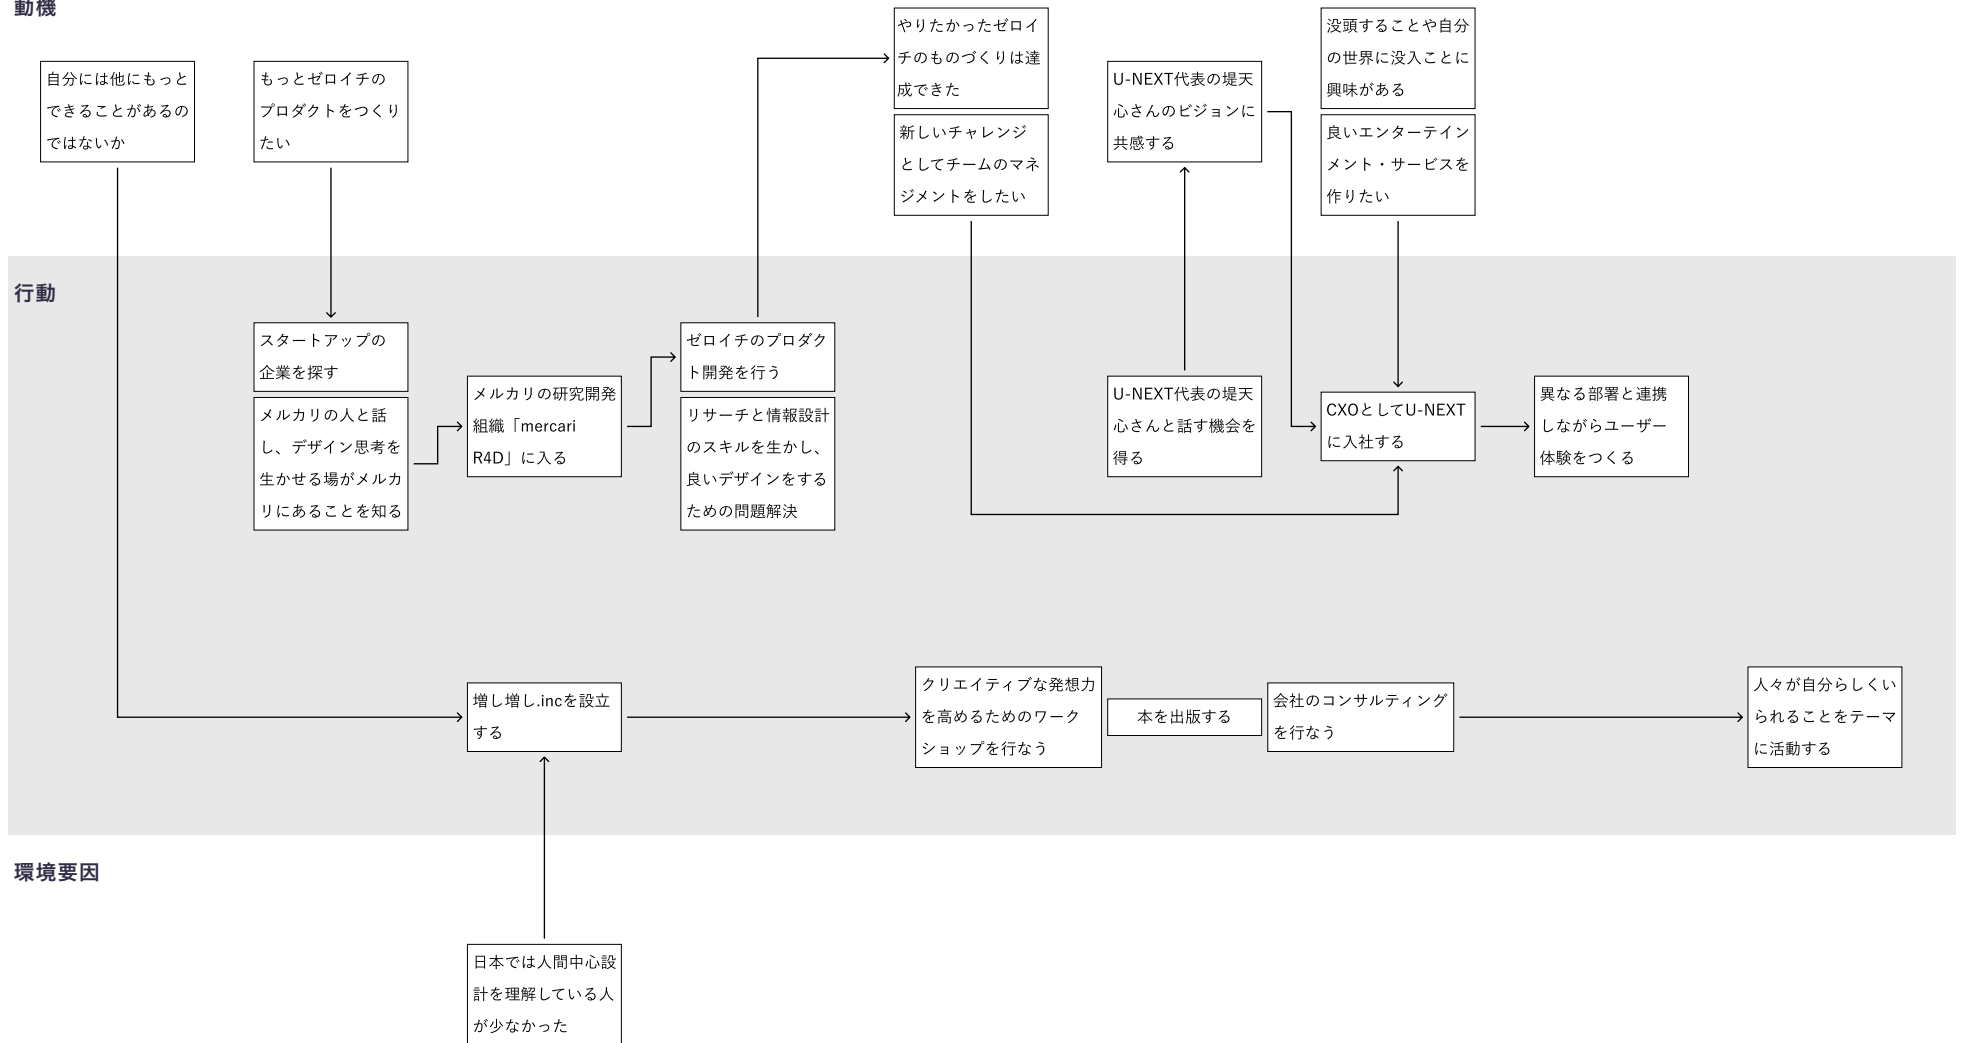 動機
自分には他にもっと
できることがあるの
ではないか
もっとゼロイチの
プロダクトをつくり
たい
やりたかったゼロイ
チのものづくりは達
成できた
新しいチャレンジ
としてチームのマネ
ジメントをしたい
U-NEXT代表の堤天
心さんのビジョンに
共感する
没頭することや自分
の世界に没入ことに
興味がある
良いエンターテイン
メント・サービスを
作りたい
行動
スタートアップの
企業を探す
メルカリの人と話
し、デザイン思考を
生かせる場がメルカ
リにあることを知る
メルカリの研究開発
組織「mercari
R4D」に入る
ゼロイチのプロダク
ト開発を行う
リサーチと情報設計
のスキルを生かし、
良いデザインをする
ための問題解決
U-NEXT代表の堤天
心さんと話す機会を
得る
CXOとしてU-NEXT
に入社する
異なる部署と連携
しながらユーザー
体験をつくる
増し増し.incを設立
する
クリエイティブな発想力
を高めるためのワーク
ショップを行なう
本を出版する
会社のコンサルティング
を行なう
人々が自分らしくい
られることをテーマ
に活動する
環境要因
日本では人間中心設
計を理解している人
が少なかった